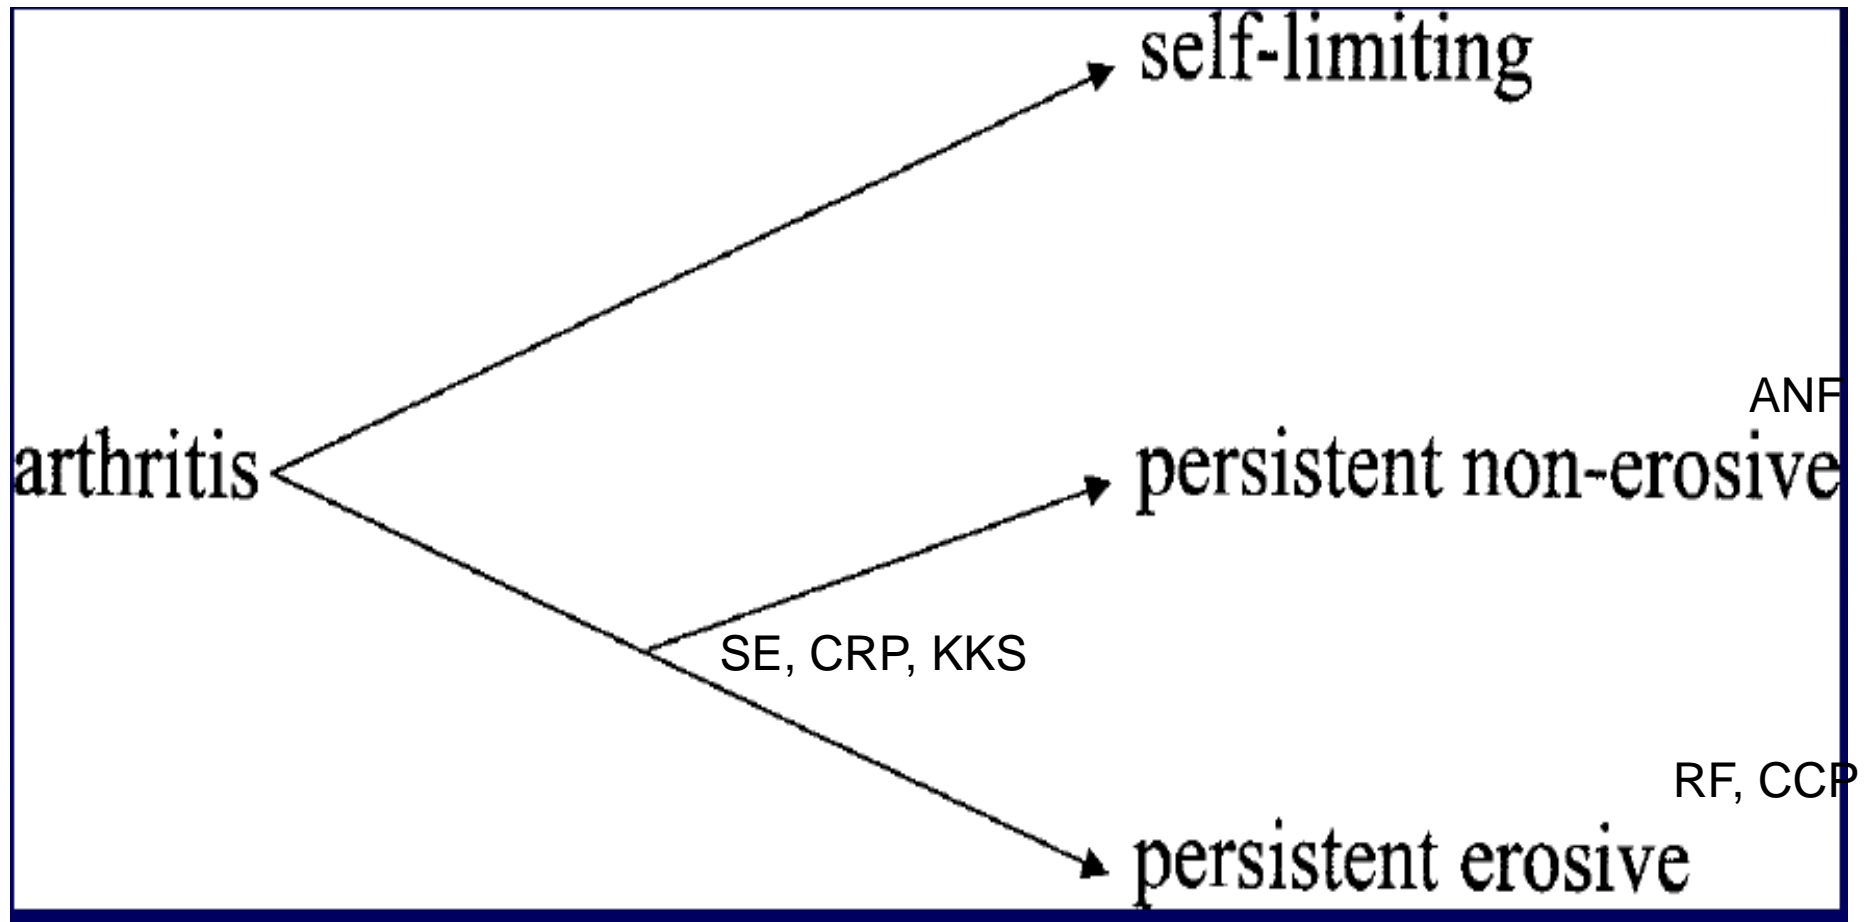 self-limiting
ANF
arthritis
persistent non-erosive
SE, CRP, KKS
RF, CCP
persistent erosive